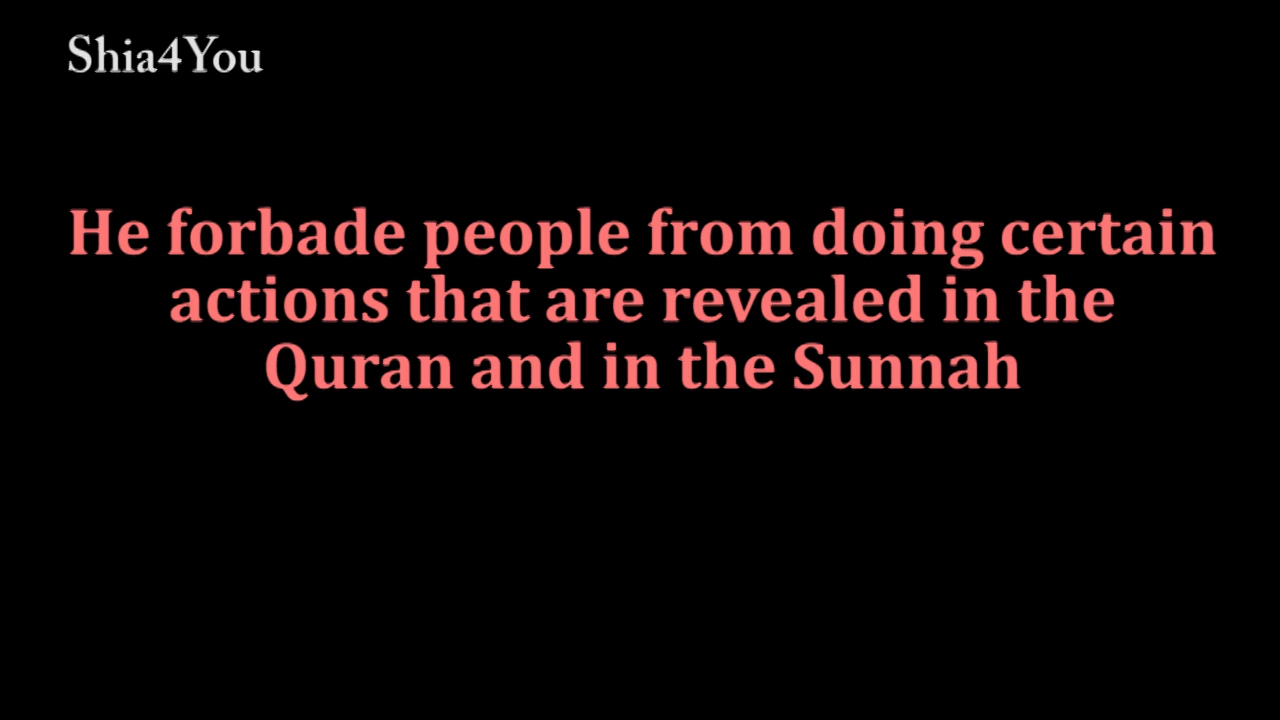 Shia4You
He forbade people from doing certain
actions that are revealed in the
Quran and in the Sunnah